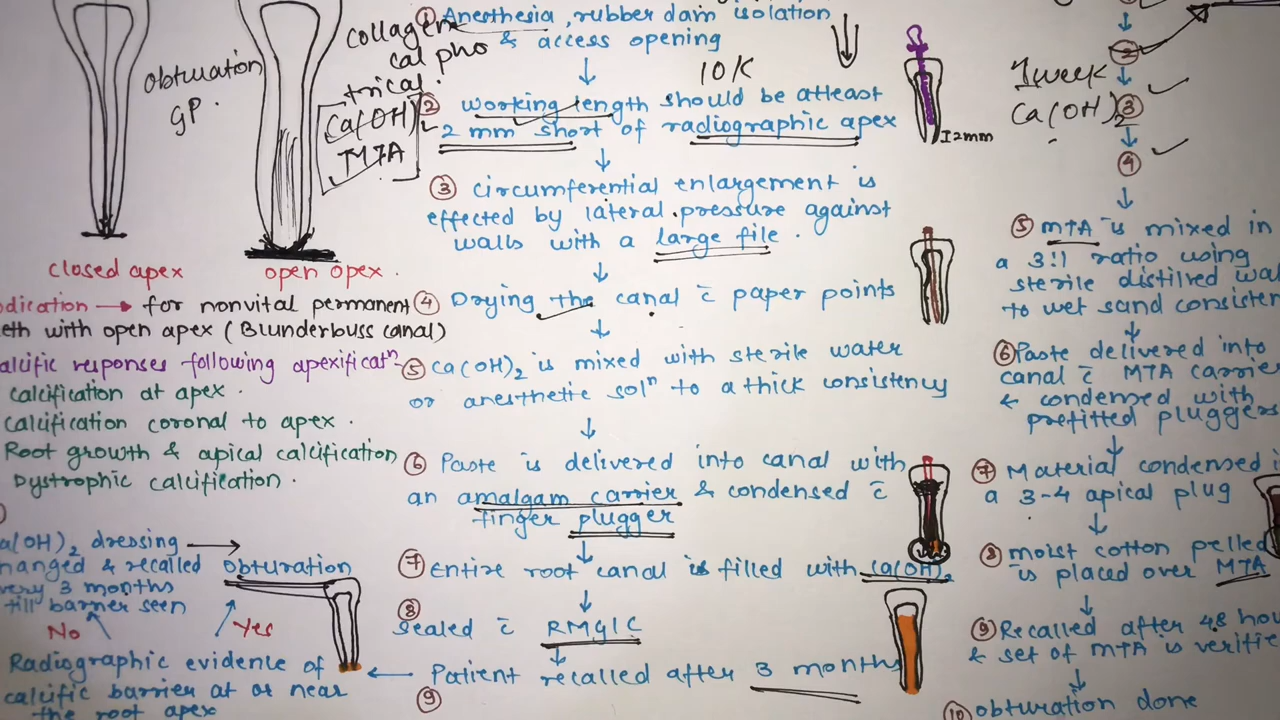 obturation
GP.
collagen
cal pho
trical.
Ca(OH)2
MTA
closed apex
open apex.
dication → for nonvital permanent
eth with open apex (Blunderbuss canal)
alcific responses following apexificatⁿ
calcification at apex.
calcification coronal to apex.
Root growth & apical calcification
Dystrophic calcification.
a(OH)2 dressing →
hanged & recalled
very 3 months
till barrier seen
obturation
No
Yes
Radiographic evidence of
calcific barrier at or near
the root apex
① Anesthesia, rubber dam isolation
& access opening
10K
② working length should be atleast
2 mm short of radiographic apex
③ circumferential enlargement is
effected by lateral pressure against
walls with a large file.
④ Drying the canal c̄ paper points
⑤ ca(OH)2 is mixed with sterile water
or anesthetic solⁿ to a thick consistency
⑥ Paste is delivered into canal with
an amalgam carrier & condensed c̄
finger plugger
⑦ Entire root canal is filled with ca(OH)2
⑧
sealed c̄ RMGIC
← Patient recalled after 3 months
⑨
I2mm
②
1week
Ca(OH)2
③
④
⑤ MTA is mixed in
a 3:1 ratio using
sterile distilled wat
to wet sand consisten
⑥ Paste delivered into
canal c̄ MTA carrie
& condensed with
prefitted pluggers
⑦ Material condensed i
a 3-4 apical plug
⑧ moist cotton pelle
is placed over MTA
⑨ Recalled after 48 hou
& set of MTA is verifie
⑩ obturation done